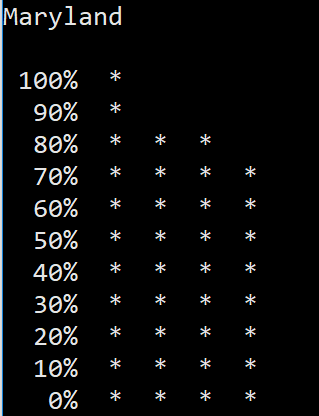 Maryland
100% *
90% *
80% * * *
70% * * * *
60% * * * *
50% * * * *
40% * * * *
30% * * * *
20% * * * *
10% * * * *
0% * * * *